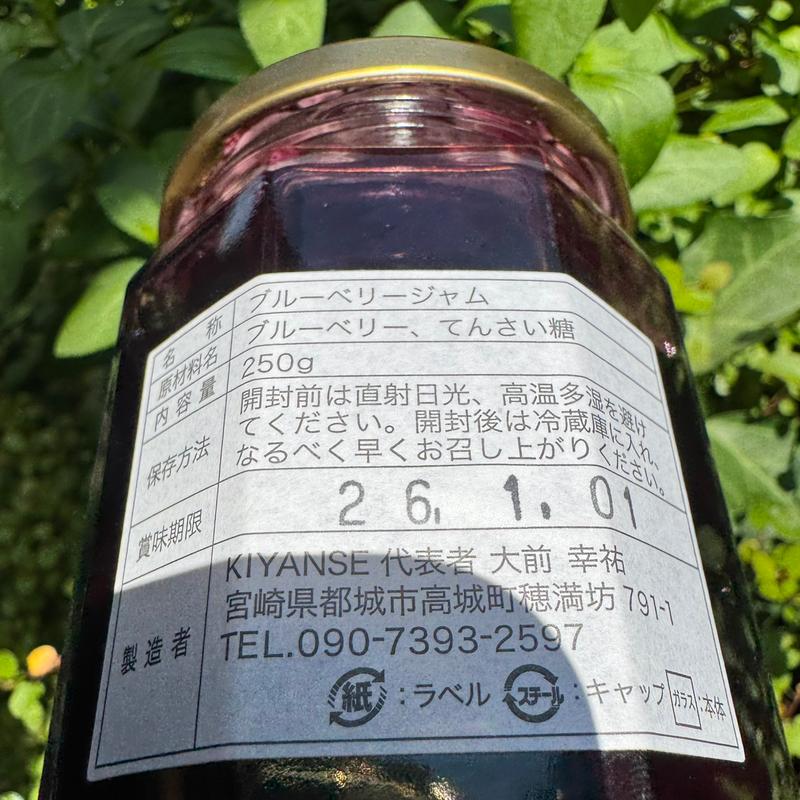 名称 ブルーベリージャム
原材料名 ブルーベリー、てんさい糖
内容量 250g
保存方法 開封前は直射日光、高温多湿を避け
てください。開封後は冷蔵庫に入れ、
なるべく早くお召し上がりください。
賞味期限 26.1.01
製造者 KIYANSE 代表者 大前 幸祐
宮崎県都城市高城町穂満坊 791-1
TEL.090-7393-2597
紙:ラベル スチール:キャップ ガラス:本体